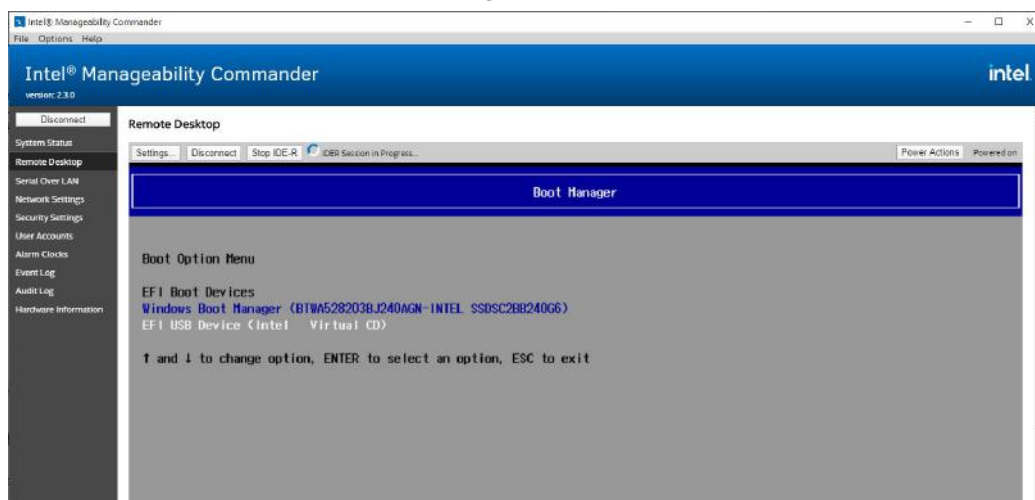 Intel® Manageability Commander
File Options Help
Intel® Manageability Commander
intel.
version: 2.3.0
Disconnect
System Status
Remote Desktop
Serial Over LAN
Network Settings
Security Settings
User Accounts
Alarm Clocks
Event Log
Audit Log
Hardware Information
Remote Desktop
Settings... Disconnect Stop IDE-R IDER Session in Progress... Power Actions Powered on
Boot Manager
Boot Option Menu
EFI Boot Devices
Windows Boot Manager (BTWA528203BJ240AGN-INTEL SSDSC2BB240G6)
EFI USB Device (Intel Virtual CD)
↑ and ↓ to change option, ENTER to select an option, ESC to exit